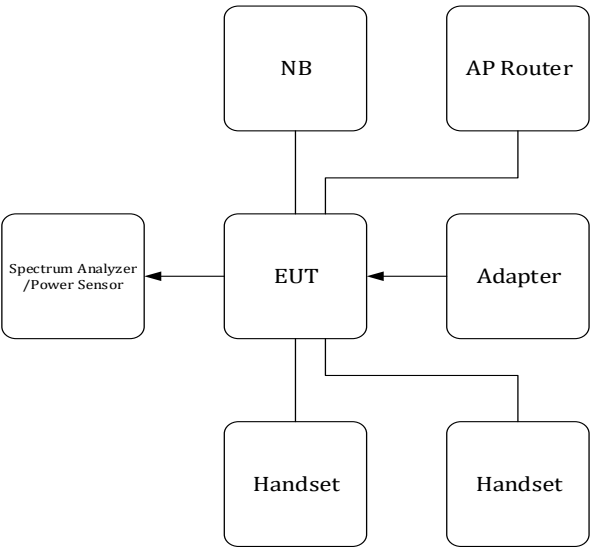 NB
AP Router
Spectrum Analyzer
/Power Sensor
EUT
Adapter
Handset
Handset